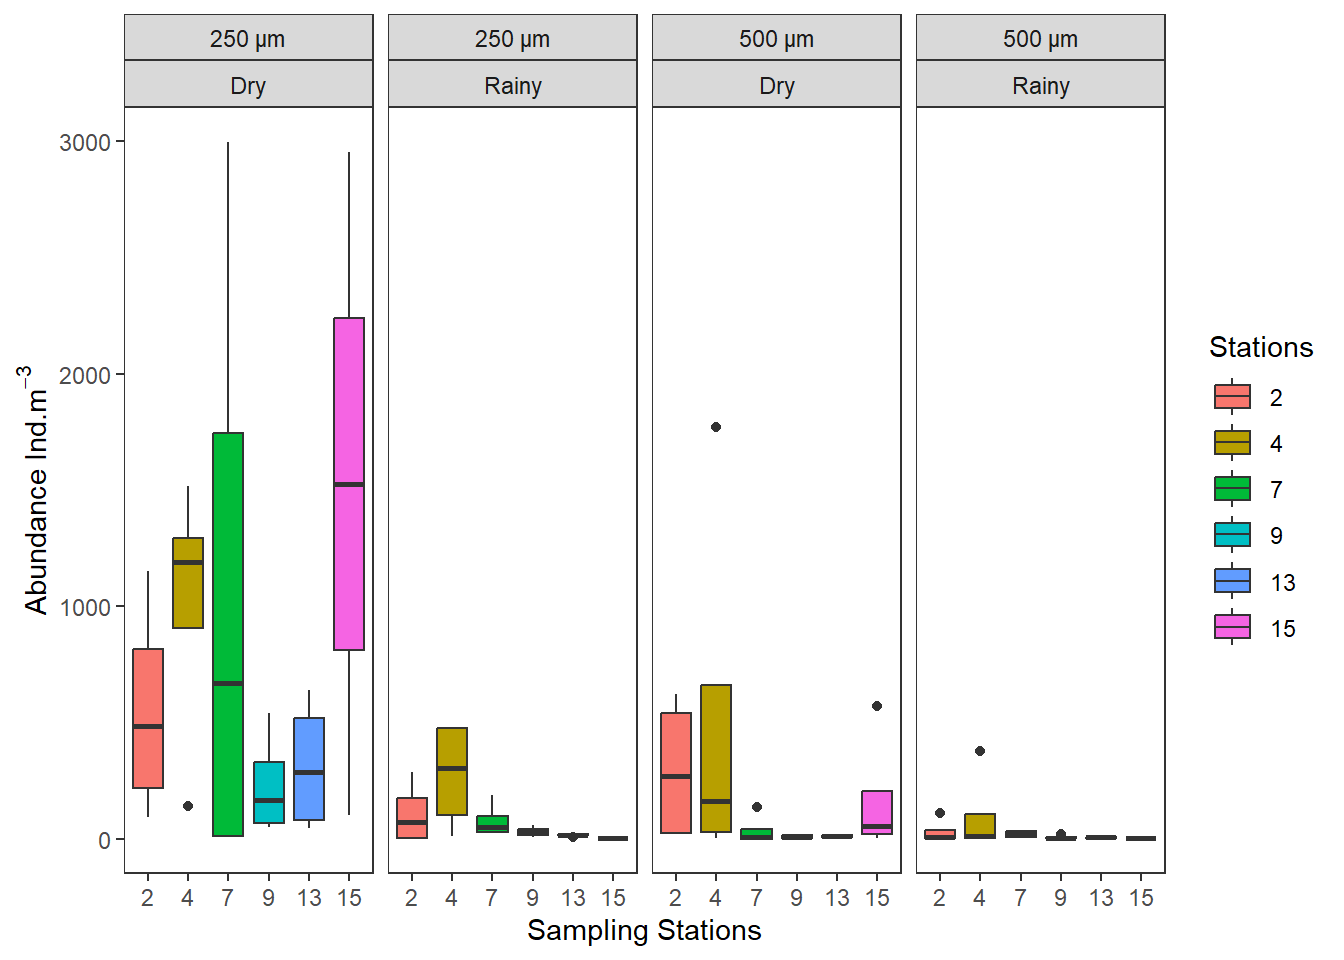 250 µm 250 µm 500 µm 500 µm
Dry Rainy Dry Rainy
3000
2000
1000
0
Abundance Ind.m⁻³
2 4 7 9 13 15 2 4 7 9 13 15 2 4 7 9 13 15 2 4 7 9 13 15
Sampling Stations
Stations
2
4
7
9
13
15